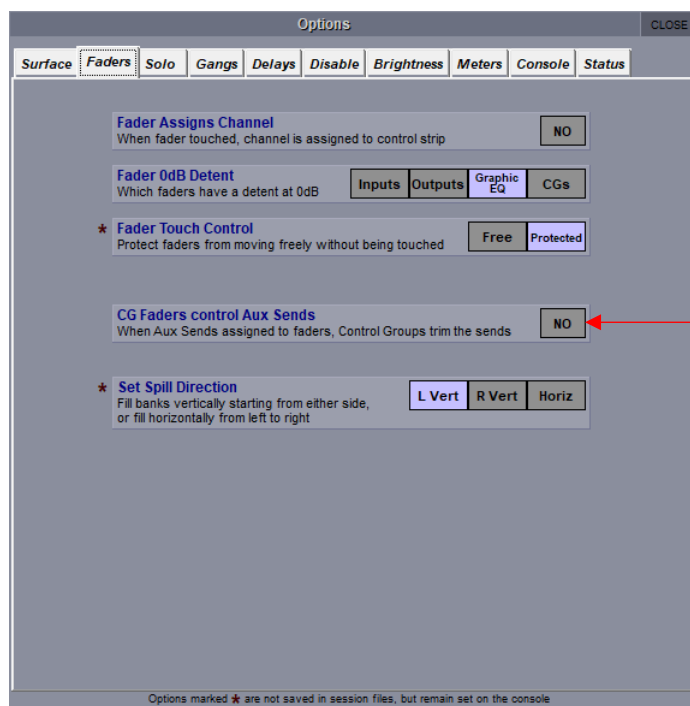 Options
CLOSE
Surface Faders Solo Gangs Delays Disable Brightness Meters Console Status
Fader Assigns Channel
When fader touched, channel is assigned to control strip
NO
Fader 0dB Detent
Which faders have a detent at 0dB
Inputs Outputs Graphic EQ CGs
* Fader Touch Control
Protect faders from moving freely without being touched
Free Protected
CG Faders control Aux Sends
When Aux Sends assigned to faders, Control Groups trim the sends
NO
* Set Spill Direction
Fill banks vertically starting from either side,
or fill horizontally from left to right
L Vert R Vert Horiz
Options marked * are not saved in session files, but remain set on the console